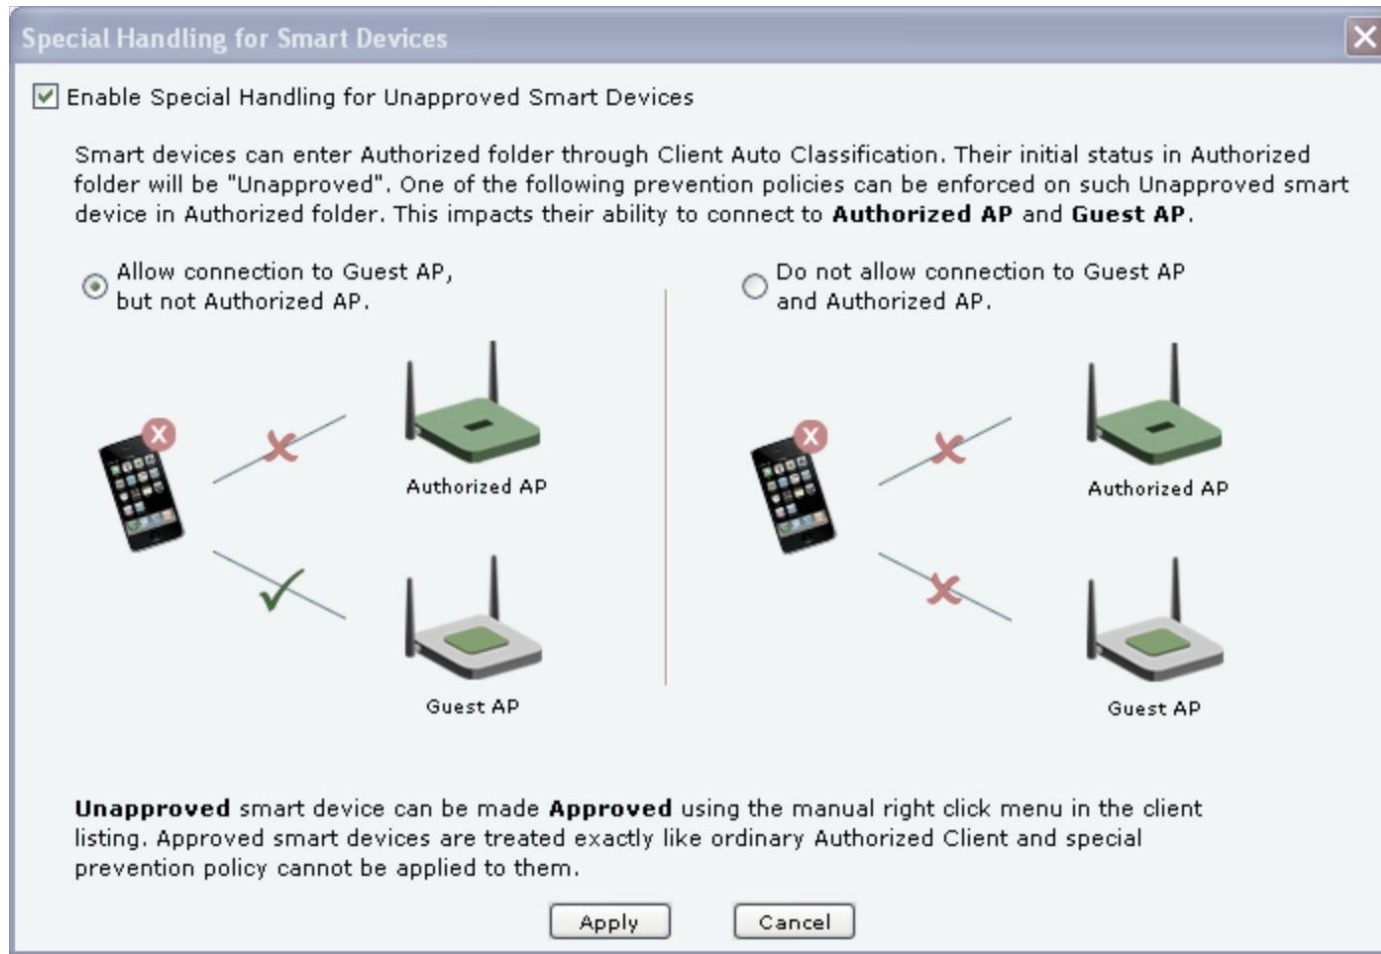 Special Handling for Smart Devices
Enable Special Handling for Unapproved Smart Devices
Smart devices can enter Authorized folder through Client Auto Classification. Their initial status in Authorized
folder will be "Unapproved". One of the following prevention policies can be enforced on such Unapproved smart
device in Authorized folder. This impacts their ability to connect to Authorized AP and Guest AP.
Allow connection to Guest AP,
but not Authorized AP.
Authorized AP
Guest AP
Do not allow connection to Guest AP
and Authorized AP.
Authorized AP
Guest AP
Unapproved smart device can be made Approved using the manual right click menu in the client
listing. Approved smart devices are treated exactly like ordinary Authorized Client and special
prevention policy cannot be applied to them.
Apply
Cancel